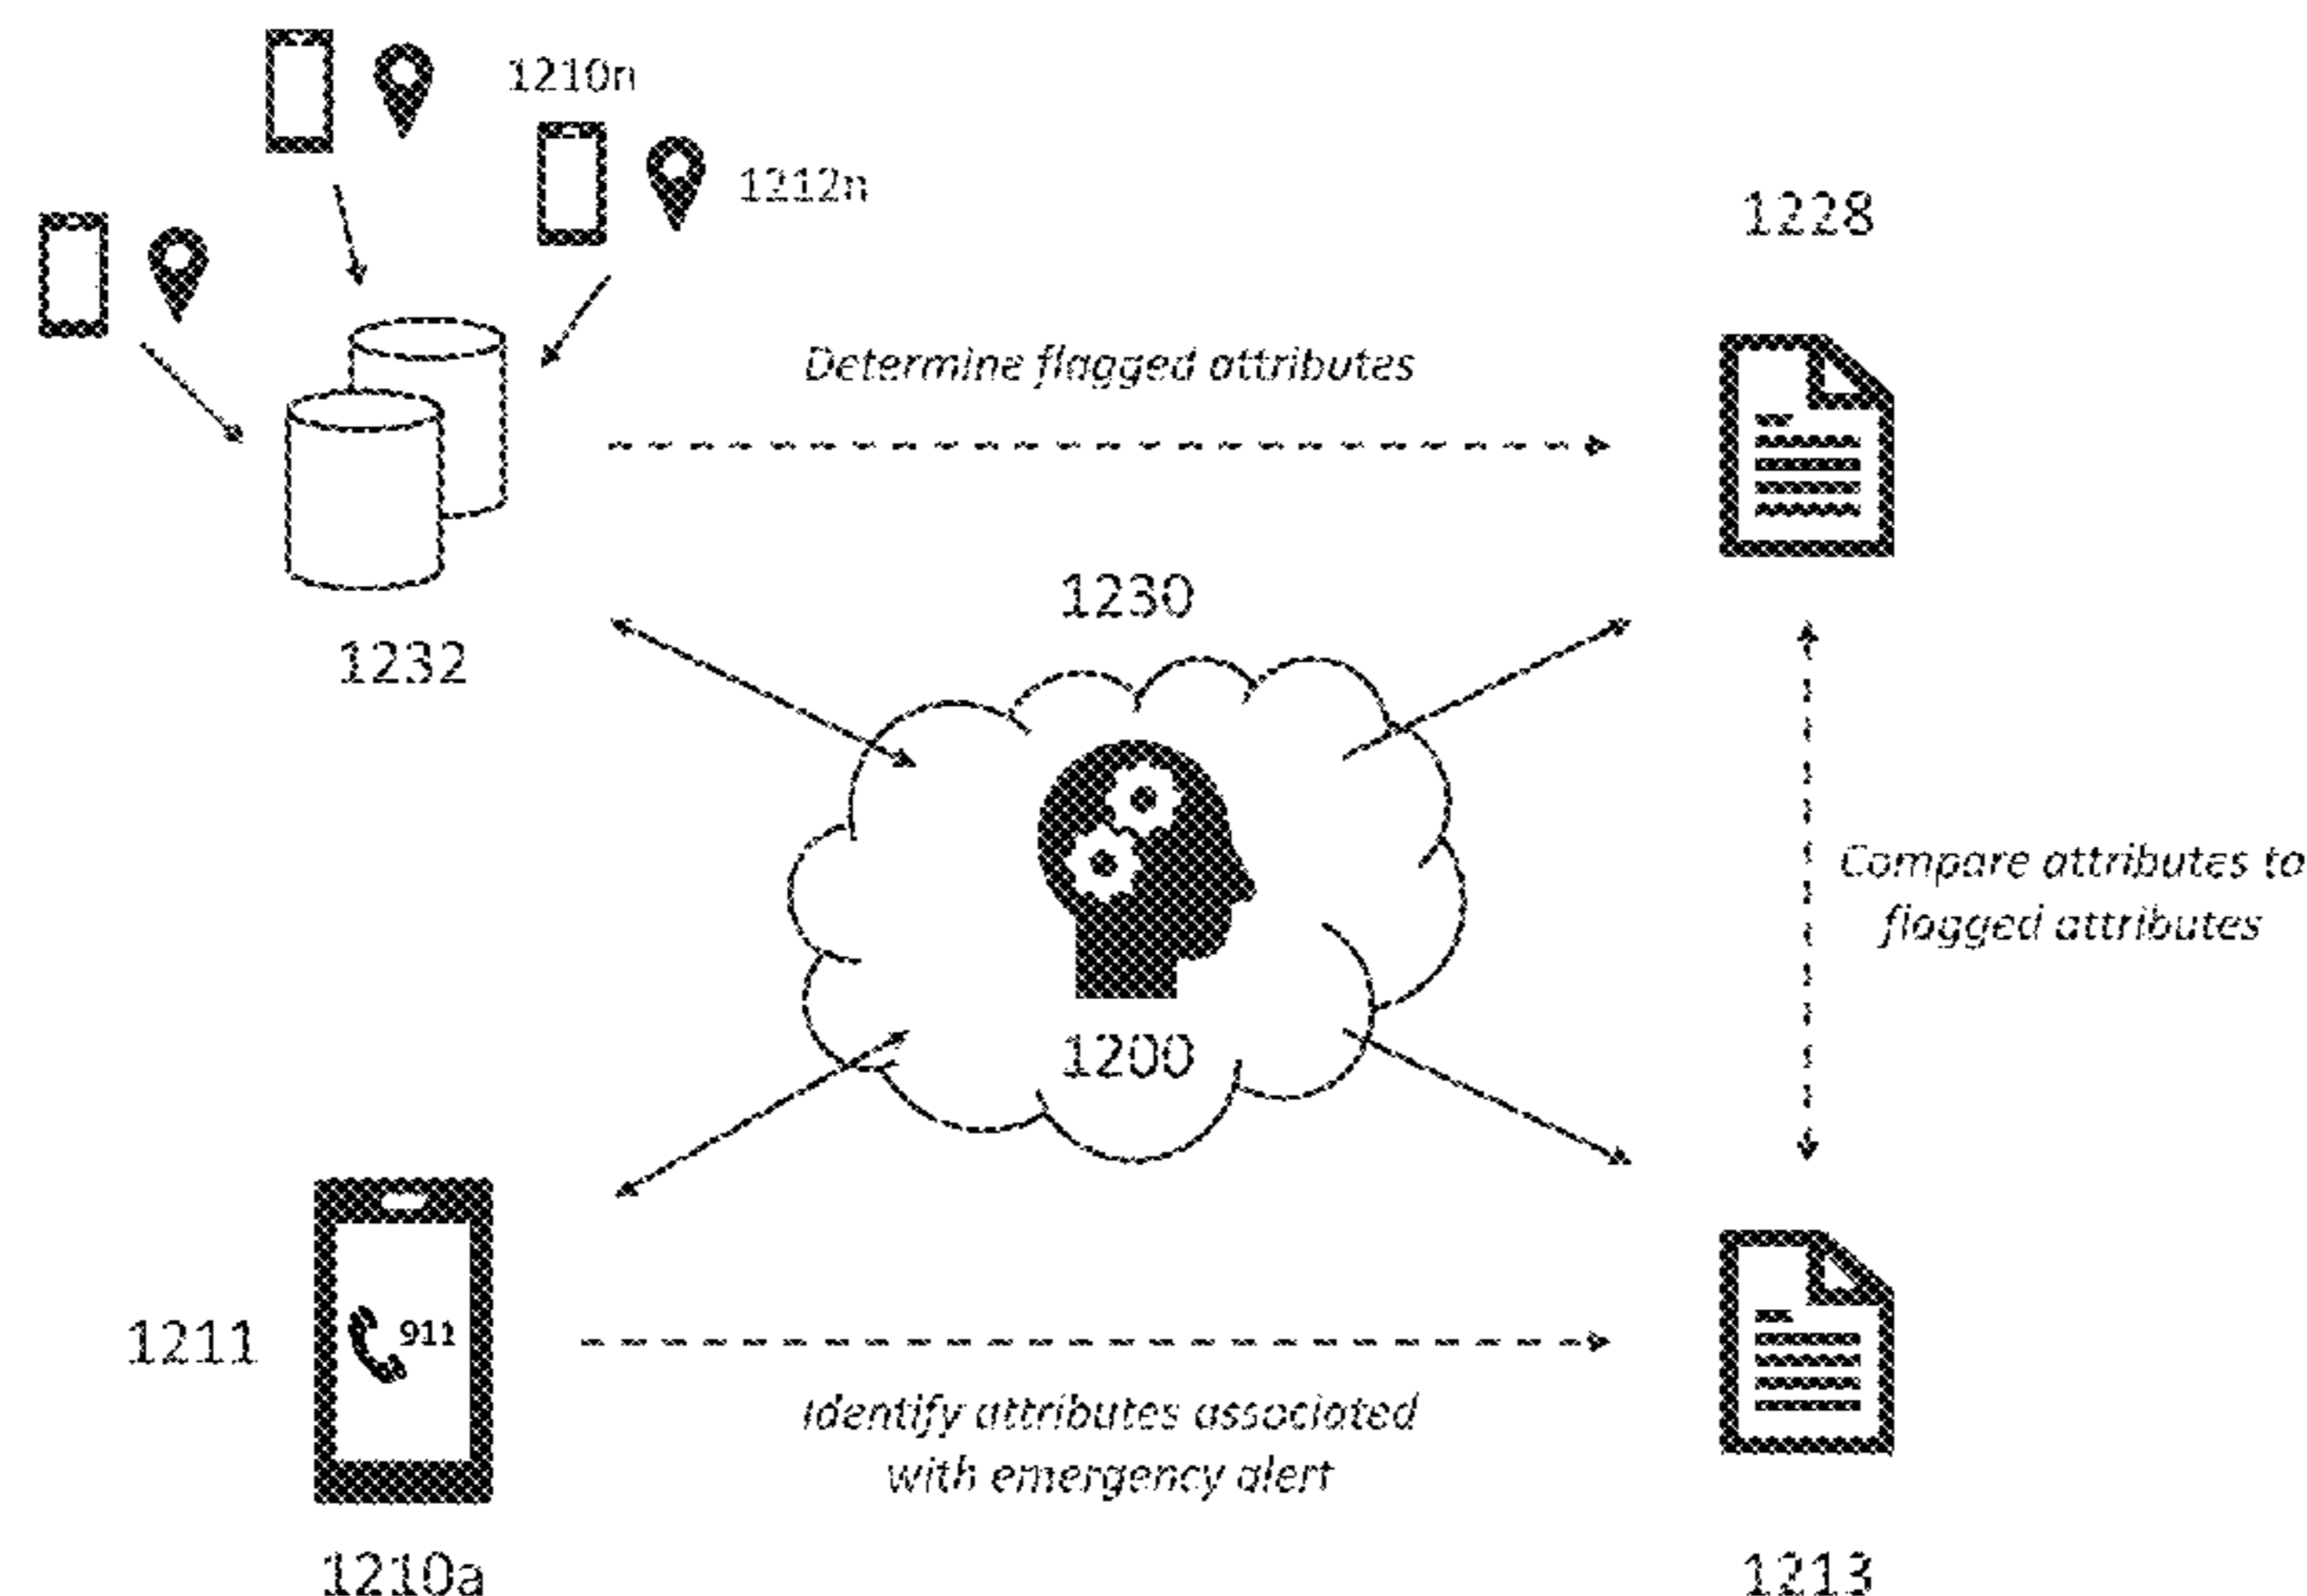 1210n
1212n
1228
Determine flagged attributes
1230
1232
Compare attributes to
flagged attributes
1200
1211
911
Identify attributes associated
with emergency alert
1210a
1213